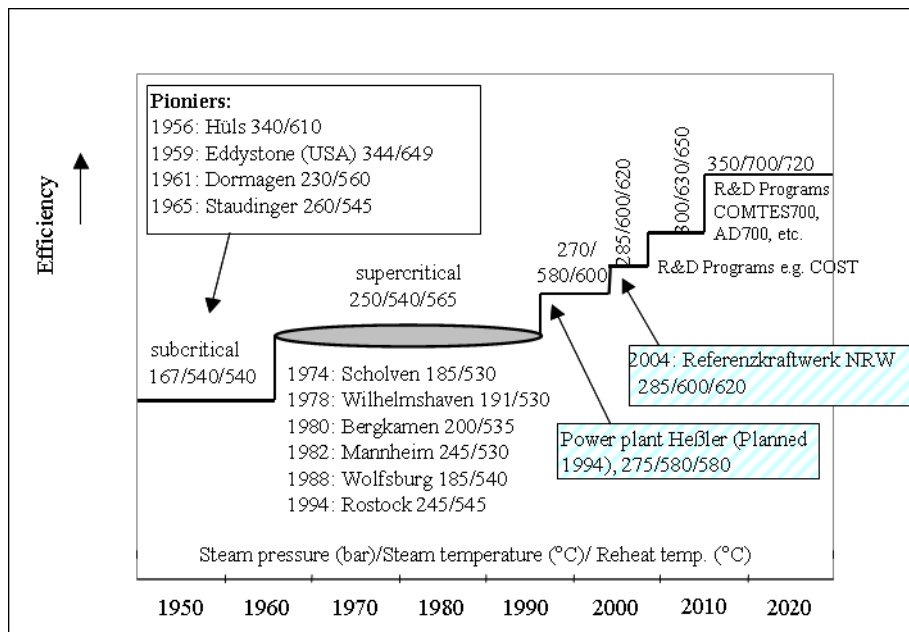 Efficiency
Pioniers:
1956: Hüls 340/610
1959: Eddystone (USA) 344/649
1961: Dormagen 230/560
1965: Staudinger 260/545
subcritical
167/540/540
supercritical
250/540/565
1974: Scholven 185/530
1978: Wilhelmshaven 191/530
1980: Bergkamen 200/535
1982: Mannheim 245/530
1988: Wolfsburg 185/540
1994: Rostock 245/545
270/
580/600
285/600/620
300/630/650
350/700/720
R&D Programs
COMTES700,
AD700, etc.
R&D Programs e.g. COST
2004: Referenzkraftwerk NRW
285/600/620
Power plant Heßler (Planned
1994), 275/580/580
Steam pressure (bar)/Steam temperature (°C)/ Reheat temp. (°C)
1950 1960 1970 1980 1990 2000 2010 2020